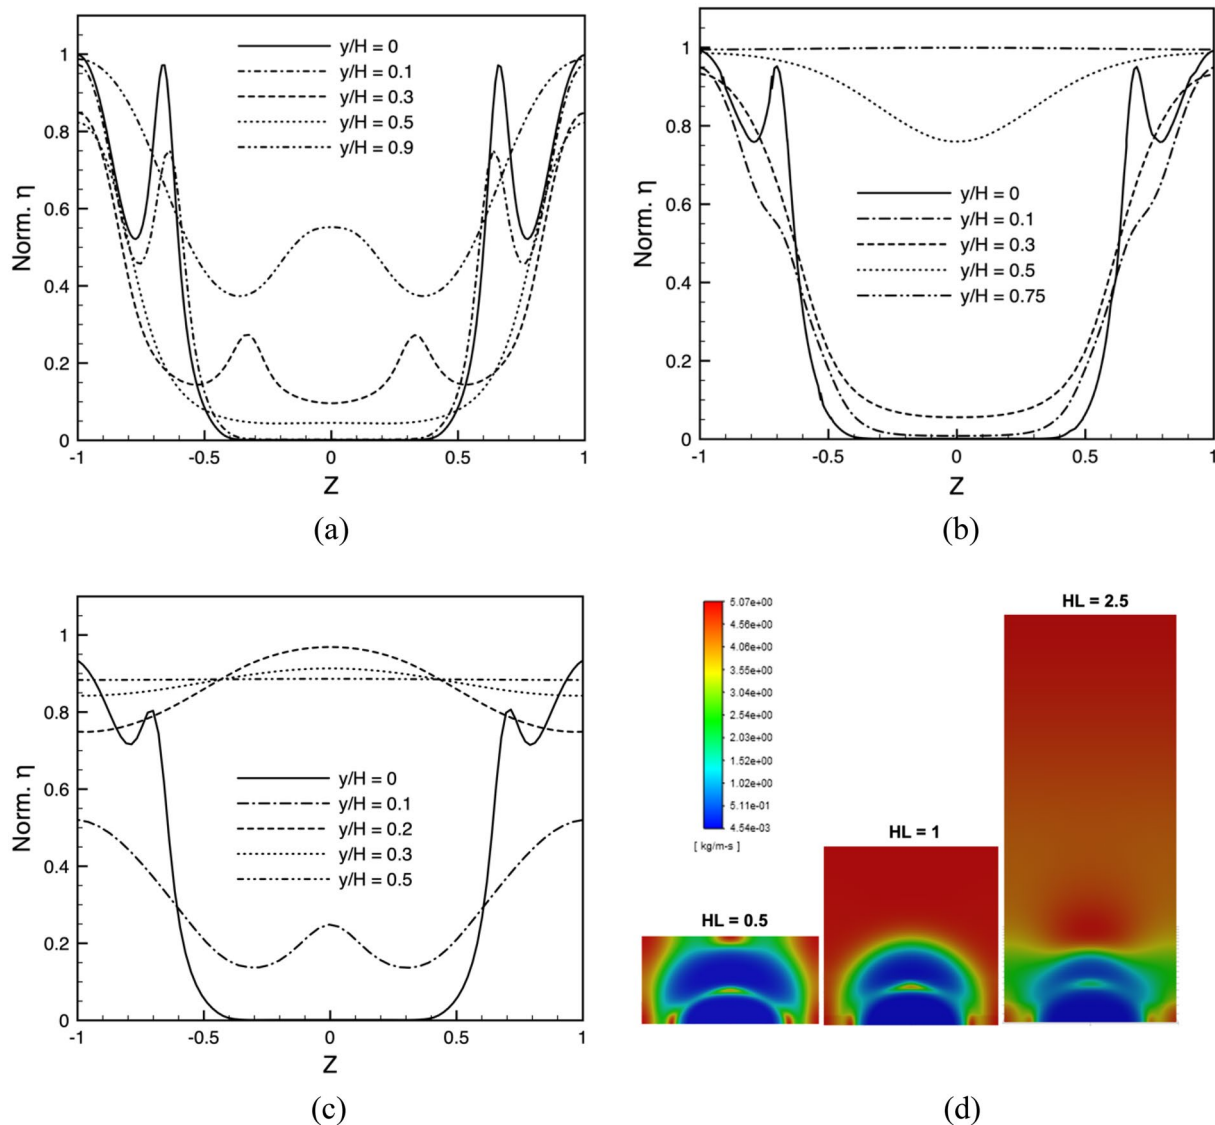 1
0.8
0.6
0.4
0.2
0
Norm. η
y/H = 0
y/H = 0.1
y/H = 0.3
y/H = 0.5
y/H = 0.9
-1
-0.5
0
0.5
1
Z
(a)
1
0.8
0.6
0.4
0.2
0
Norm. η
y/H = 0
y/H = 0.1
y/H = 0.3
y/H = 0.5
y/H = 0.75
-1
-0.5
0
0.5
1
Z
(b)
1
0.8
0.6
0.4
0.2
0
Norm. η
y/H = 0
y/H = 0.1
y/H = 0.2
y/H = 0.3
y/H = 0.5
-1
-0.5
0
0.5
1
Z
(c)
5.07e+00
4.56e+00
4.06e+00
3.55e+00
3.04e+00
2.54e+00
2.03e+00
1.52e+00
1.02e+00
5.11e-01
4.54e-03
[ kg/m-s ]
HL = 0.5
HL = 1
HL = 2.5
(d)